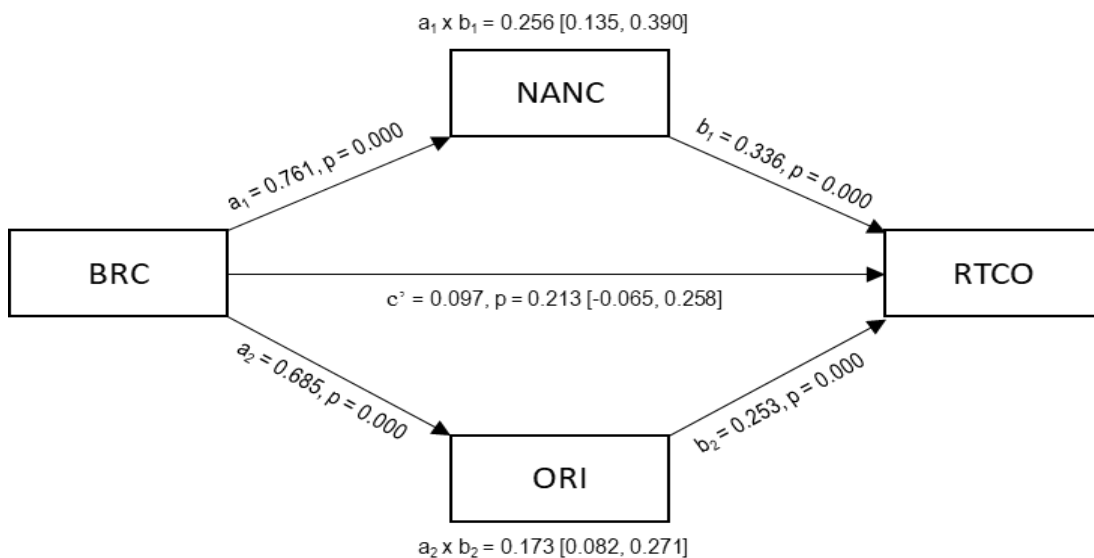 a₁ x b₁ = 0.256 [0.135, 0.390]
NANC
a₁ = 0.761, p = 0.000
b₁ = 0.336, p = 0.000
BRC
RTCO
c’ = 0.097, p = 0.213 [-0.065, 0.258]
a₂ = 0.685, p = 0.000
b₂ = 0.253, p = 0.000
ORI
a₂ x b₂ = 0.173 [0.082, 0.271]